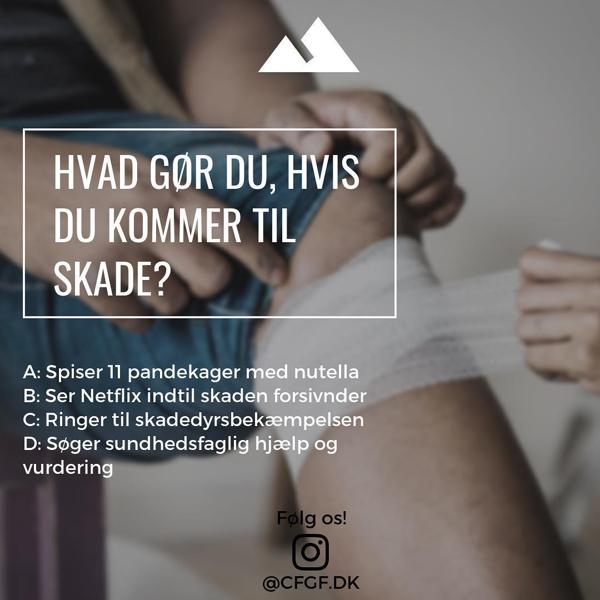 HVAD GØR DU, HVIS
DU KOMMER TIL
SKADE?
A: Spiser 11 pandekager med nutella
B: Ser Netflix indtil skaden forsivnder
C: Ringer til skadedyrsbekæmpelsen
D: Søger sundhedsfaglig hjælp og
vurdering
Følg os!
@CFGF.DK